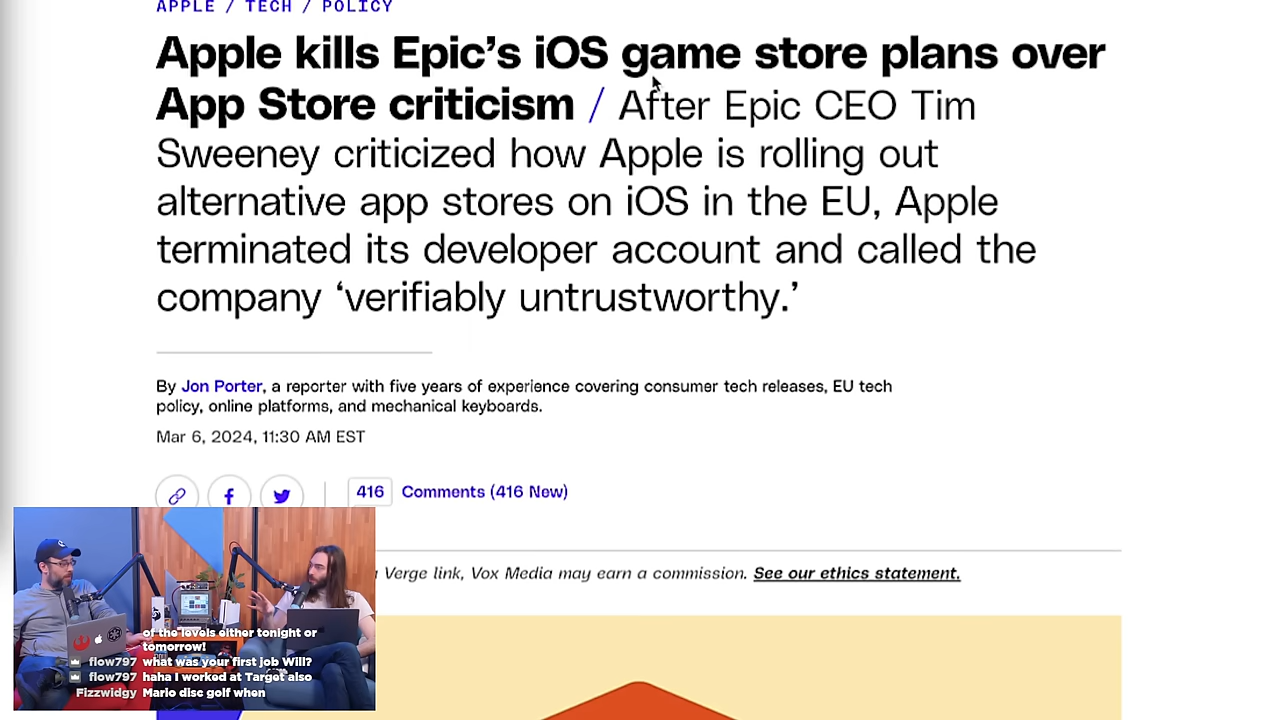 APPLE / TECH / POLICY
Apple kills Epic’s iOS game store plans over
App Store criticism / After Epic CEO Tim
Sweeney criticized how Apple is rolling out
alternative app stores on iOS in the EU, Apple
terminated its developer account and called the
company ‘verifiably untrustworthy.’
By Jon Porter, a reporter with five years of experience covering consumer tech releases, EU tech
policy, online platforms, and mechanical keyboards.
Mar 6, 2024, 11:30 AM EST
416 Comments (416 New)
Verge link, Vox Media may earn a commission. See our ethics statement.
of the levels either tonight or
tomorrow!
flow797 what was your first job Will?
flow797 haha I worked at Target also
Fizzwidgy Mario disc golf when